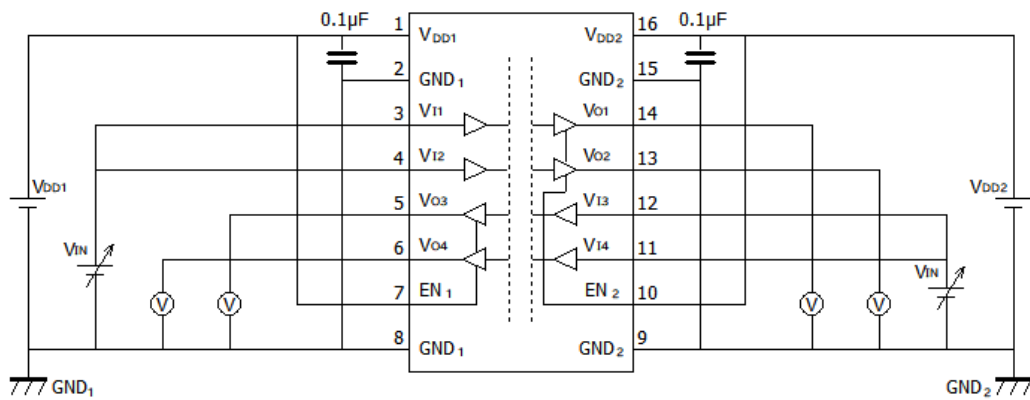 0.1µF 1 16 0.1µF
VDD1 VDD2
2 15
GND1 GND2
3 VI1 VO1 14
4 VI2 VO2 13
VDD1 VDD2
5 VO3 VI3 12
6 VO4 VI4 11
VIN VIN
7 EN1 EN2 10
V V V V
8 9
GND1 GND2
GND1 GND2